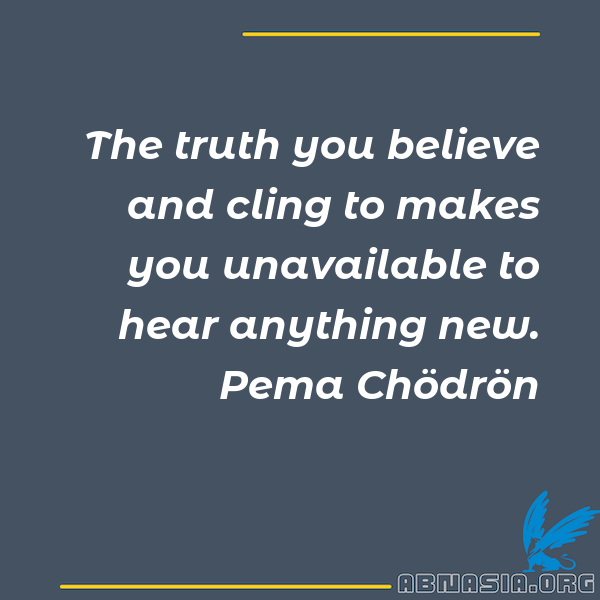 The truth you believe
and cling to makes
you unavailable to
hear anything new.
Pema Chödrön
ABNASIA.ORG